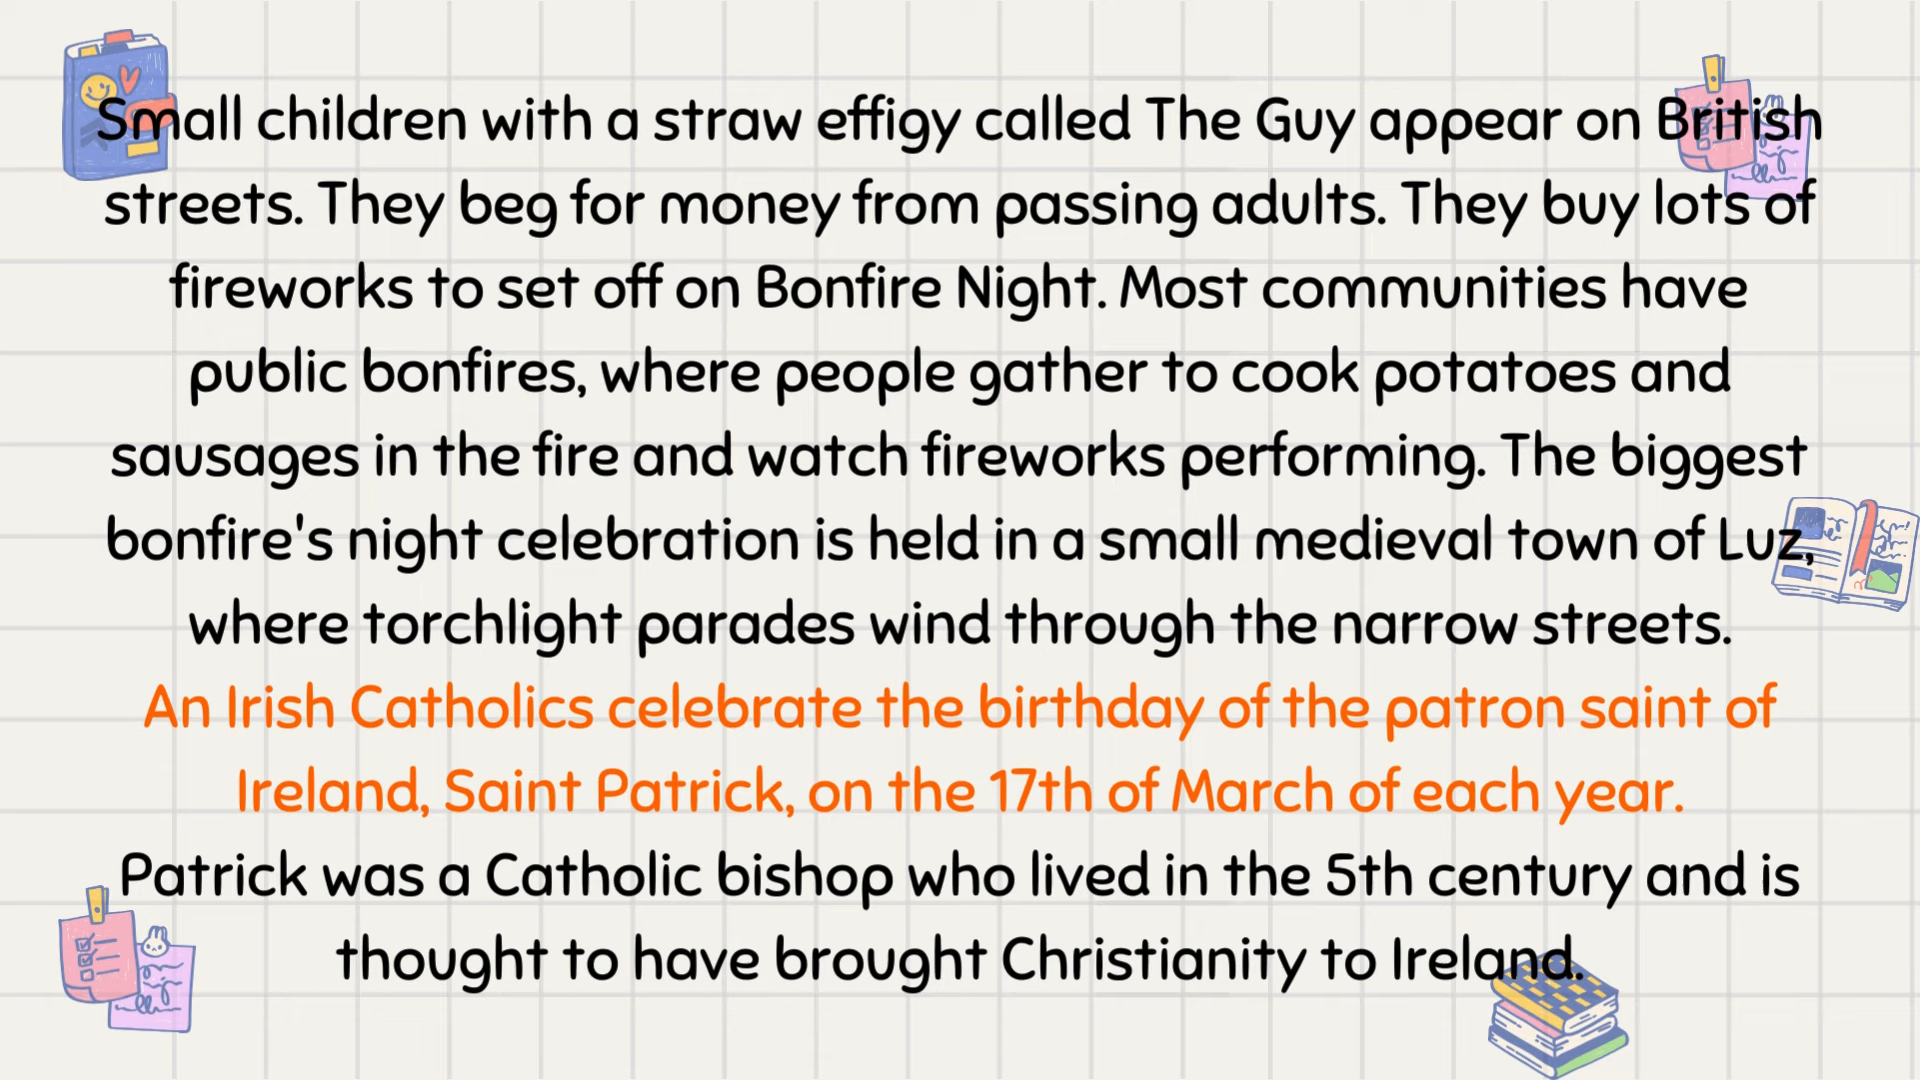 Small children with a straw effigy called The Guy appear on British
streets. They beg for money from passing adults. They buy lots of
fireworks to set off on Bonfire Night. Most communities have
public bonfires, where people gather to cook potatoes and
sausages in the fire and watch fireworks performing. The biggest
bonfire's night celebration is held in a small medieval town of Luz,
where torchlight parades wind through the narrow streets.
An Irish Catholics celebrate the birthday of the patron saint of
Ireland, Saint Patrick, on the 17th of March of each year.
Patrick was a Catholic bishop who lived in the 5th century and is
thought to have brought Christianity to Ireland.